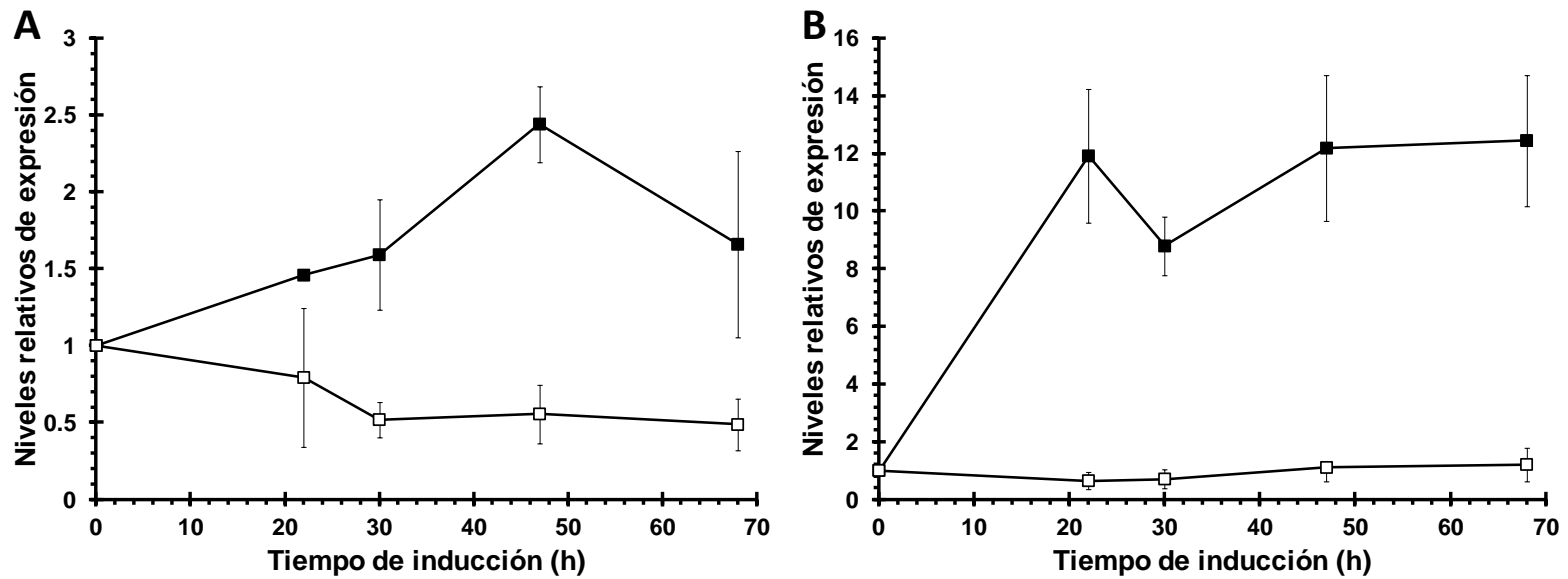 A
Niveles relativos de expresión
3
2.5
2
1.5
1
0.5
0
0 10 20 30 40 50 60 70
Tiempo de inducción (h)
B
Niveles relativos de expresión
16
14
12
10
8
6
4
2
0
0 10 20 30 40 50 60 70
Tiempo de inducción (h)